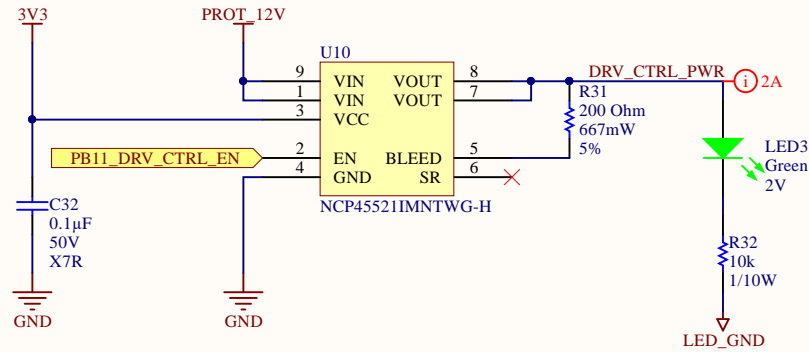 3V3
PROT_12V
U10
9 VIN VOUT 8
1 VIN VOUT 7
3 VCC
2 EN BLEED 5
4 GND SR 6
NCP45521IMNTWG-H
PB11_DRV_CTRL_EN
DRV_CTRL_PWR
i 2A
R31
200 Ohm
667mW
5%
LED3
Green
2V
C32
0.1µF
50V
X7R
R32
10k
1/10W
GND
GND
LED_GND